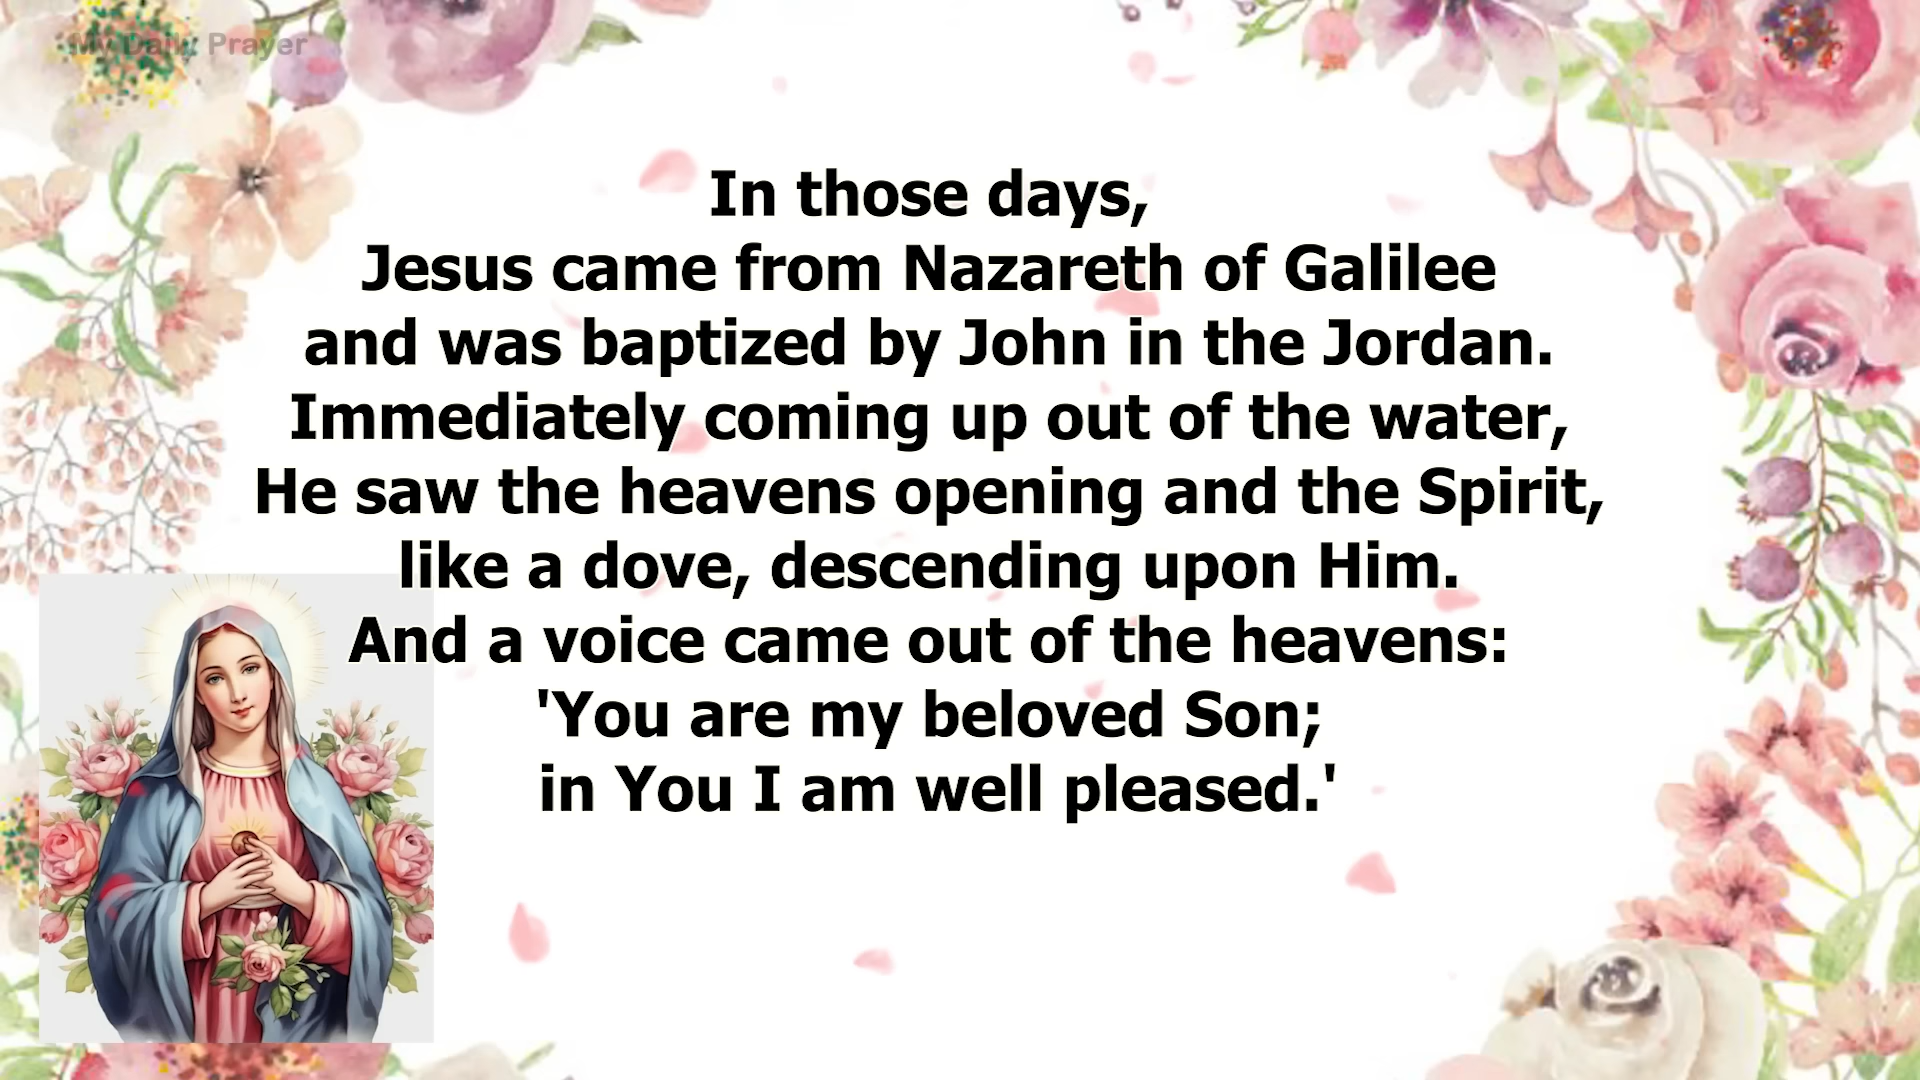 My Daily Prayer
In those days,
Jesus came from Nazareth of Galilee
and was baptized by John in the Jordan.
Immediately coming up out of the water,
He saw the heavens opening and the Spirit,
like a dove, descending upon Him.
And a voice came out of the heavens:
'You are my beloved Son;
in You I am well pleased.'